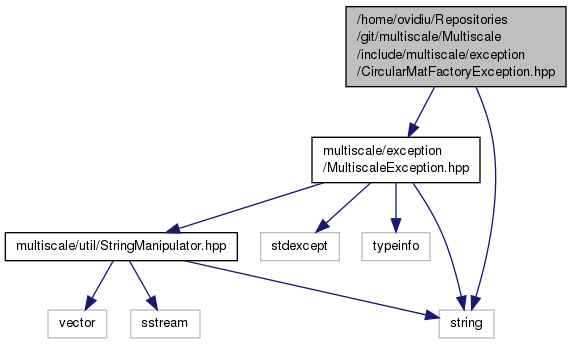 /home/ovidiu/Repositories
/git/multiscale/Multiscale
/include/multiscale/exception
/CircularMatFactoryException.hpp
multiscale/exception
/MultiscaleException.hpp
multiscale/util/StringManipulator.hpp
stdexcept
typeinfo
vector
sstream
string